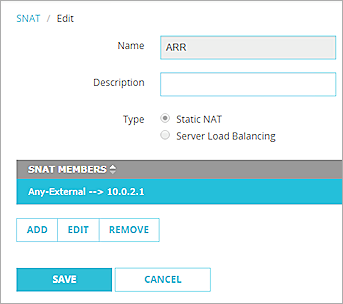 SNAT / Edit
Name ARR
Description
Type Static NAT
Server Load Balancing
SNAT MEMBERS
Any-External --> 10.0.2.1
ADD EDIT REMOVE
SAVE CANCEL